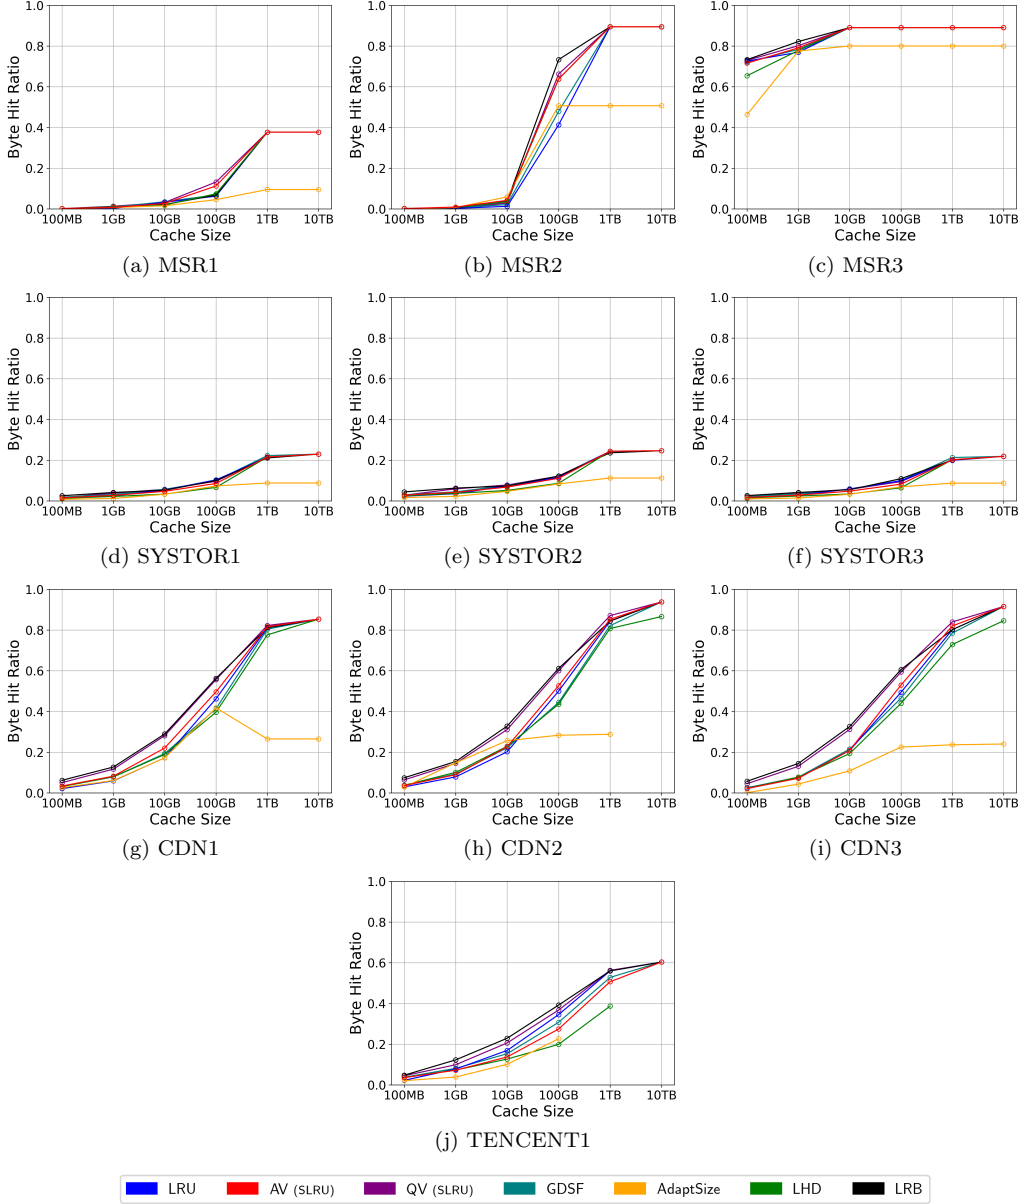 1.0 1.0 1.0
0.8 0.8 0.8
0.6 0.6 0.6
0.4 0.4 0.4
0.2 0.2 0.2
0.0 0.0 0.0
Byte Hit Ratio Byte Hit Ratio Byte Hit Ratio
100MB 1GB 10GB 100GB 1TB 10TB 100MB 1GB 10GB 100GB 1TB 10TB 100MB 1GB 10GB 100GB 1TB 10TB
Cache Size Cache Size Cache Size
(a) MSR1 (b) MSR2 (c) MSR3
1.0 1.0 1.0
0.8 0.8 0.8
0.6 0.6 0.6
0.4 0.4 0.4
0.2 0.2 0.2
0.0 0.0 0.0
Byte Hit Ratio Byte Hit Ratio Byte Hit Ratio
100MB 1GB 10GB 100GB 1TB 10TB 100MB 1GB 10GB 100GB 1TB 10TB 100MB 1GB 10GB 100GB 1TB 10TB
Cache Size Cache Size Cache Size
(d) SYSTOR1 (e) SYSTOR2 (f) SYSTOR3
1.0 1.0 1.0
0.8 0.8 0.8
0.6 0.6 0.6
0.4 0.4 0.4
0.2 0.2 0.2
0.0 0.0 0.0
Byte Hit Ratio Byte Hit Ratio Byte Hit Ratio
100MB 1GB 10GB 100GB 1TB 10TB 100MB 1GB 10GB 100GB 1TB 10TB 100MB 1GB 10GB 100GB 1TB 10TB
Cache Size Cache Size Cache Size
(g) CDN1 (h) CDN2 (i) CDN3
1.0
0.8
0.6
0.4
0.2
0.0
Byte Hit Ratio
100MB 1GB 10GB 100GB 1TB 10TB
Cache Size
(j) TENCENT1
LRU AV (SLRU) QV (SLRU) GDSF AdaptSize LHD LRB